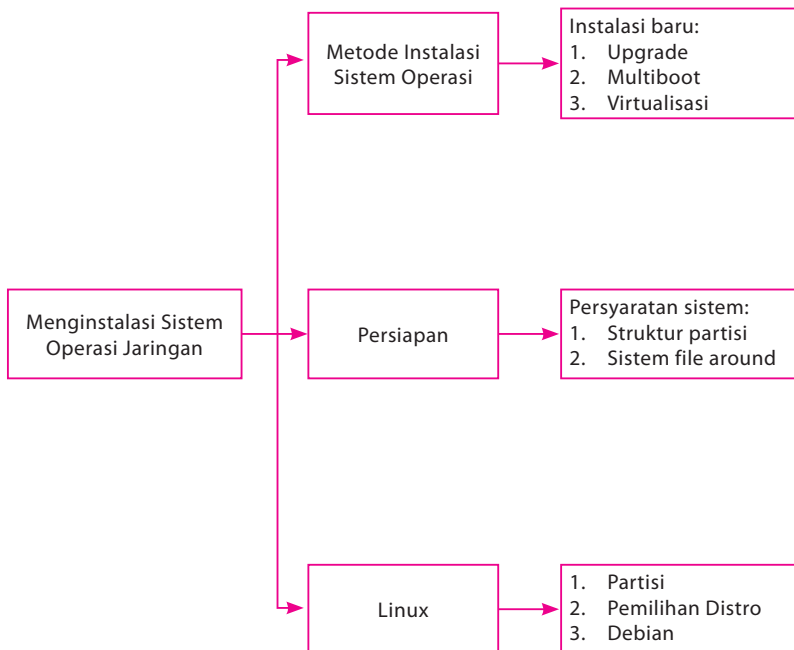 Menginstalasi Sistem
Operasi Jaringan
Metode Instalasi
Sistem Operasi
Instalasi baru:
1. Upgrade
2. Multiboot
3. Virtualisasi
Persiapan
Persyaratan sistem:
1. Struktur partisi
2. Sistem file around
Linux
1. Partisi
2. Pemilihan Distro
3. Debian